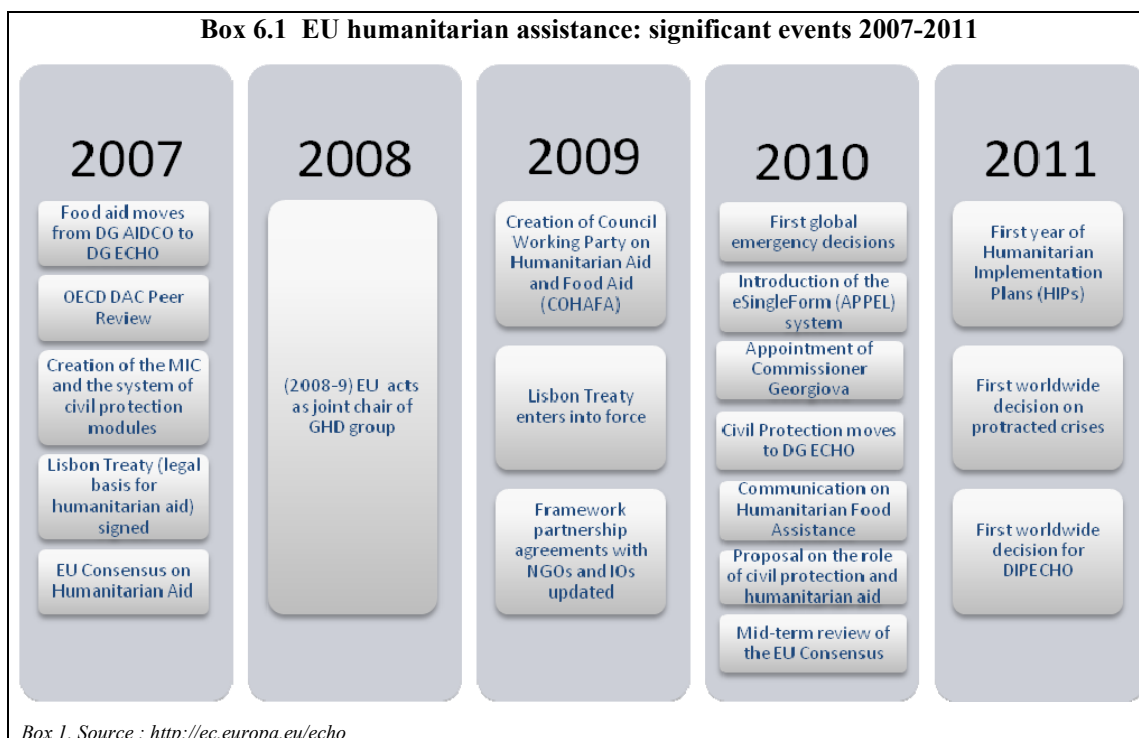 Box 6.1 EU humanitarian assistance: significant events 2007-2011
2007
Food aid moves
from DG AIDCO to
DG ECHO
OECD DAC Peer
Review
Creation of the MIC
and the system of
civil protection
modules
Lisbon Treaty (legal
basis for
humanitarian aid)
signed
EU Consensus on
Humanitarian Aid
2008
(2008-9) EU acts
as joint chair of
GHD group
2009
Creation of Council
Working Party on
Humanitarian Aid
and Food Aid
(COHAFA)
Lisbon Treaty
enters into force
Framework
partnership
agreements with
NGOs and IOs
updated
2010
First global
emergency decisions
Introduction of the
eSingleForm (APPEL)
system
Appointment of
Commissioner
Georgiova
Civil Protection moves
to DG ECHO
Communication on
Humanitarian Food
Assistance
Proposal on the role
of civil protection and
humanitarian aid
Mid-term review of
the EU Consensus
2011
First year of
Humanitarian
Implementation
Plans (HIPs)
First worldwide
decision on
protracted crises
First worldwide
decision for
DIPECHO
Box 1. Source : http://ec.europa.eu/echo